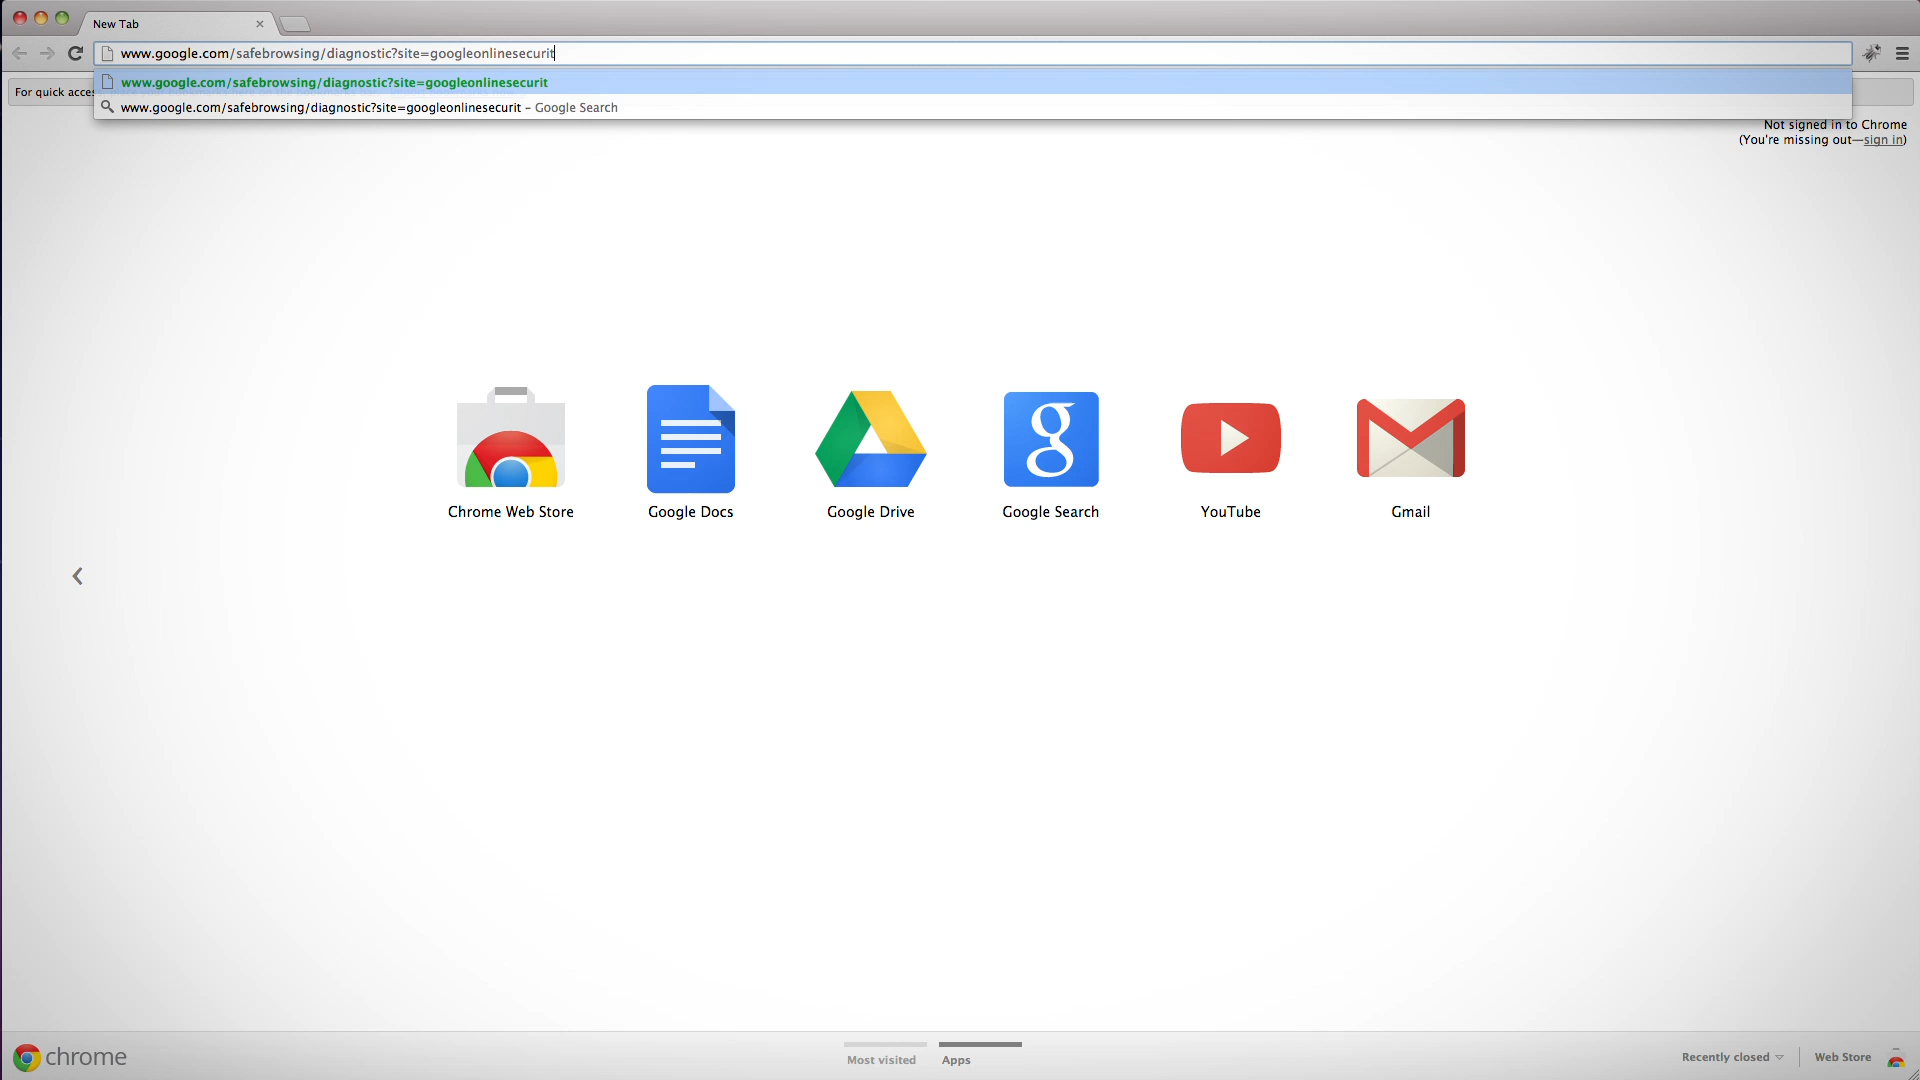 New Tab
www.google.com/safebrowsing/diagnostic?site=googleonlinesecurit
www.google.com/safebrowsing/diagnostic?site=googleonlinesecurit
For quick acces
www.google.com/safebrowsing/diagnostic?site=googleonlinesecurit – Google Search
Not signed in to Chrome
(You're missing out—sign in)
Chrome Web Store
Google Docs
Google Drive
Google Search
YouTube
Gmail
chrome
Most visited
Apps
Recently closed
Web Store